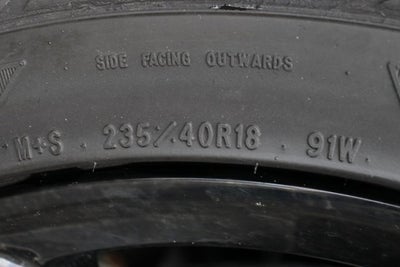 SIDE FACING OUTWARDS
M+S 235/40R18 91W